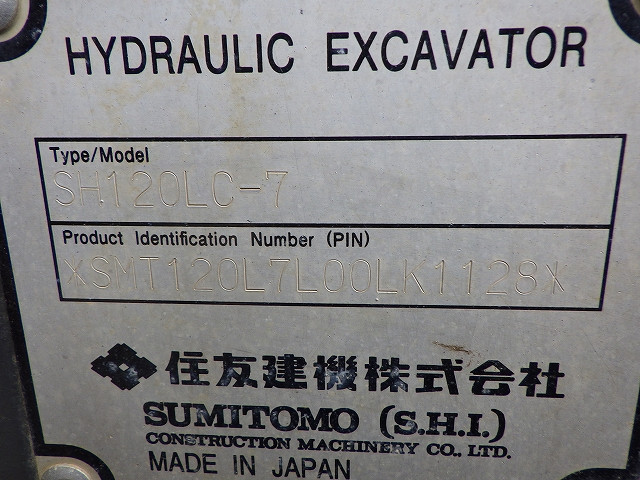 HYDRAULIC EXCAVATOR
Type/Model
SH120LC-7
Product Identification Number (PIN)
*SMT120L7L00LK1128*
住友建機株式会社
SUMITOMO (S.H.I.)
CONSTRUCTION MACHINERY CO., LTD.
MADE IN JAPAN